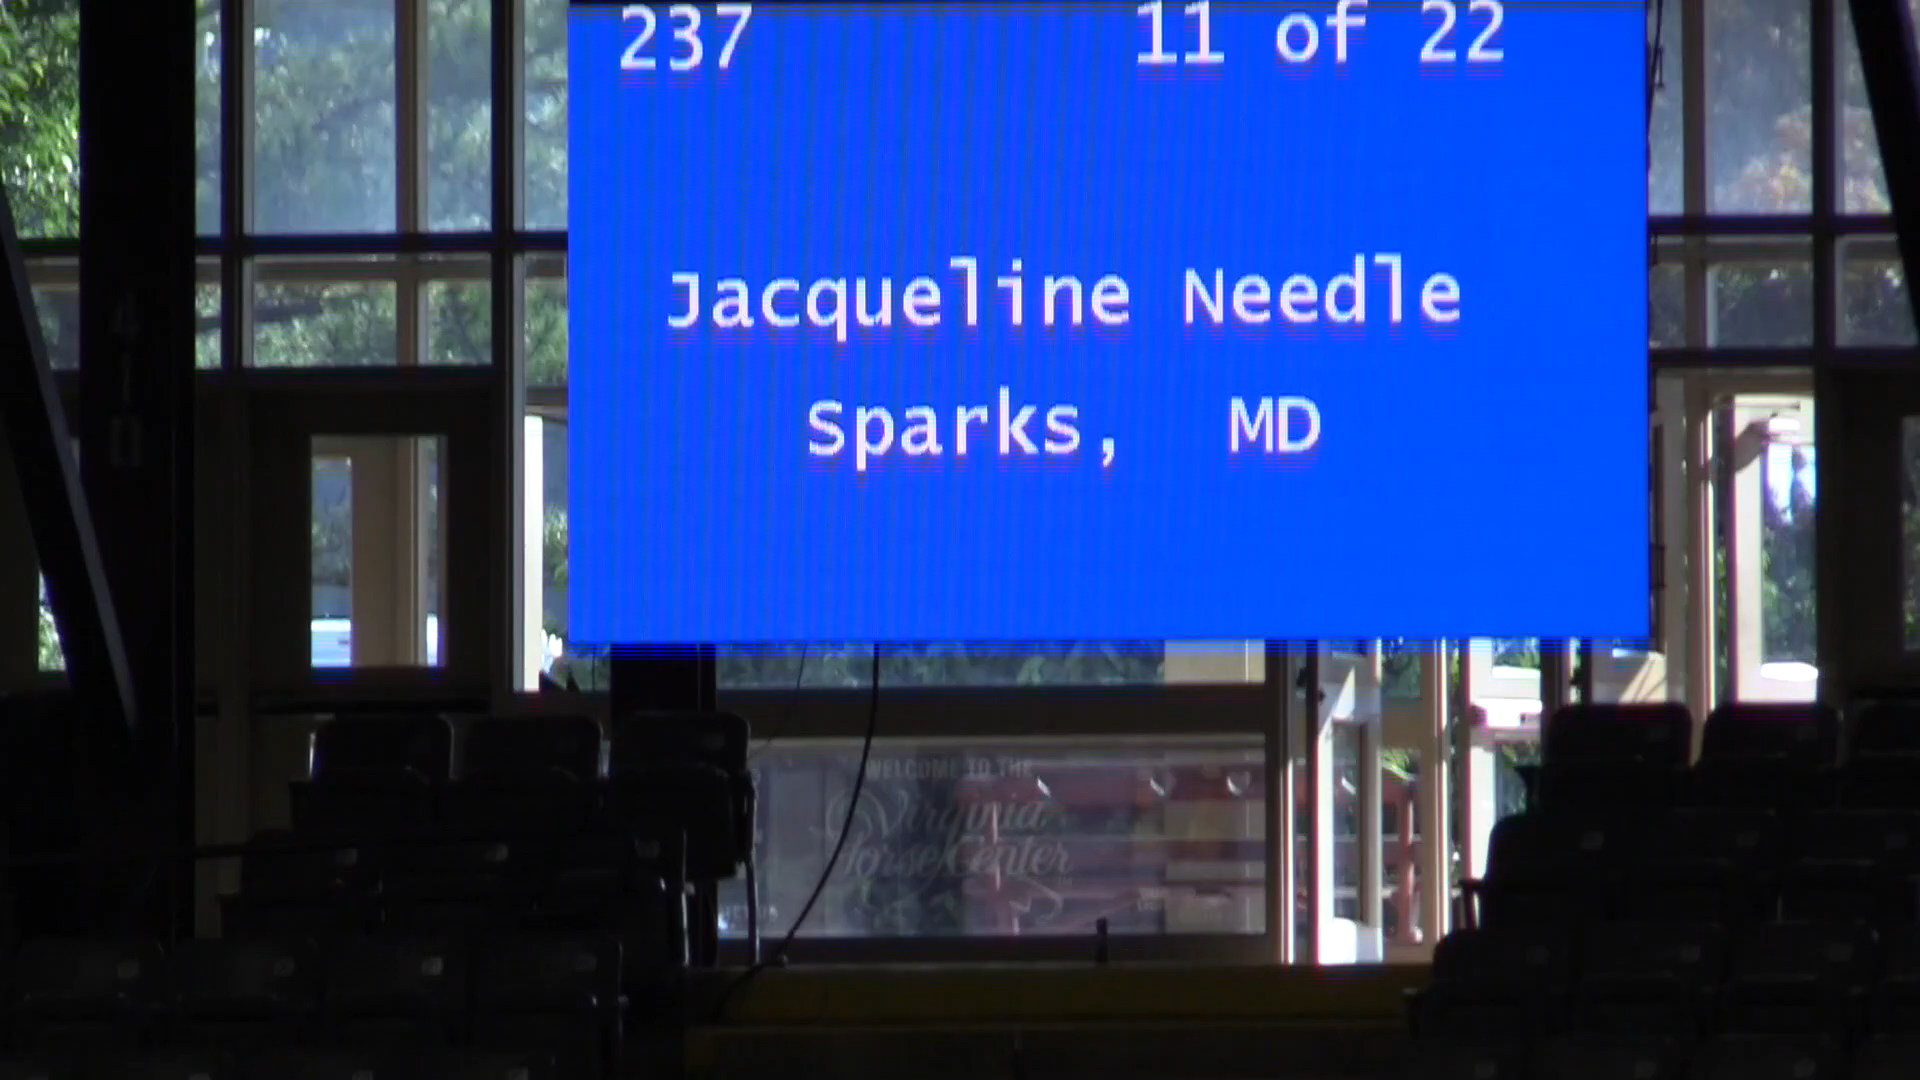 237 11 of 22
Jacqueline Needle
Sparks, MD
WELCOME TO THE
Virginia
Horse Center